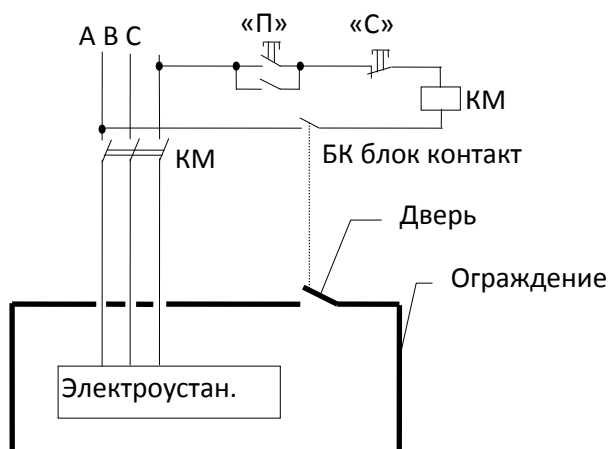 А В С
«П»
«С»
КМ
КМ
БК блок контакт
Дверь
Ограждение
Электроустан.